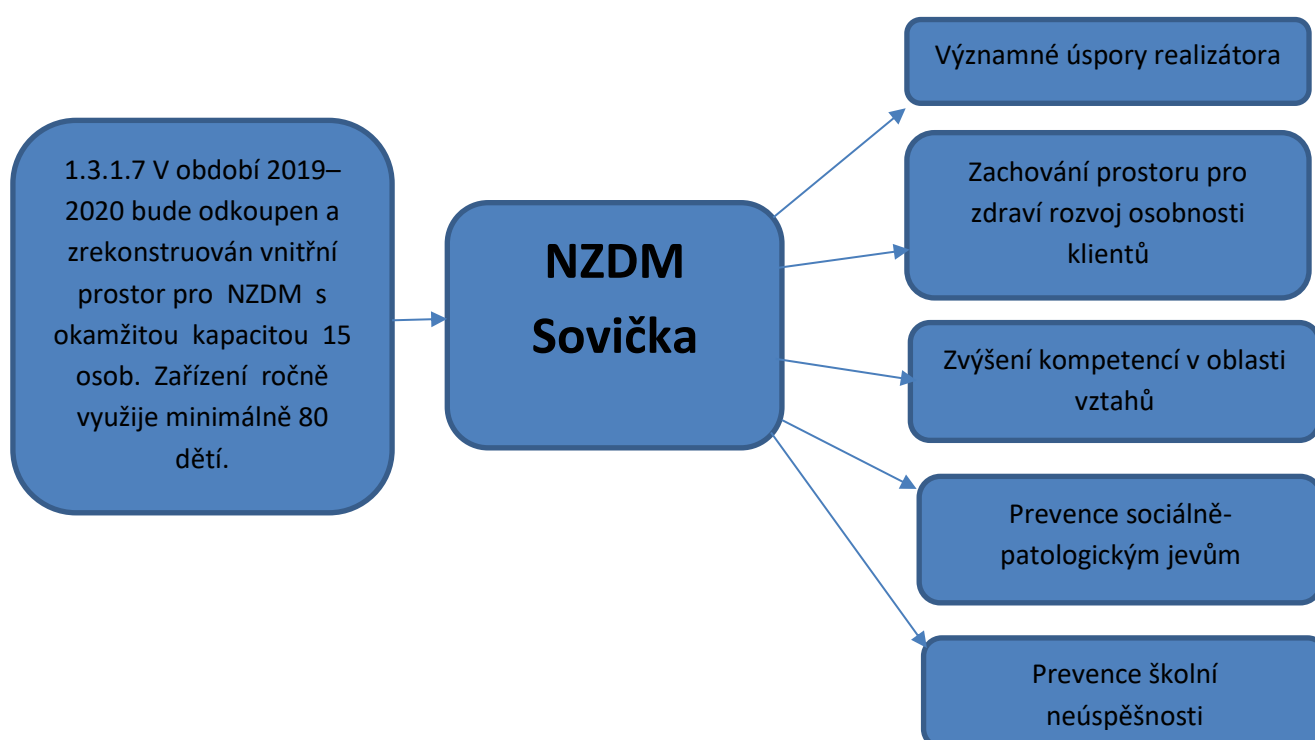 1.3.1.7 V období 2019–
2020 bude odkoupen a
zrekonstruován vnitřní
prostor pro NZDM s
okamžitou kapacitou 15
osob. Zařízení ročně
využije minimálně 80
dětí.
NZDM
Sovička
Významné úspory realizátora
Zachování prostoru pro
zdraví rozvoj osobnosti
klientů
Zvýšení kompetencí v oblasti
vztahů
Prevence sociálně-
patologickým jevům
Prevence školní
neúspěšnosti